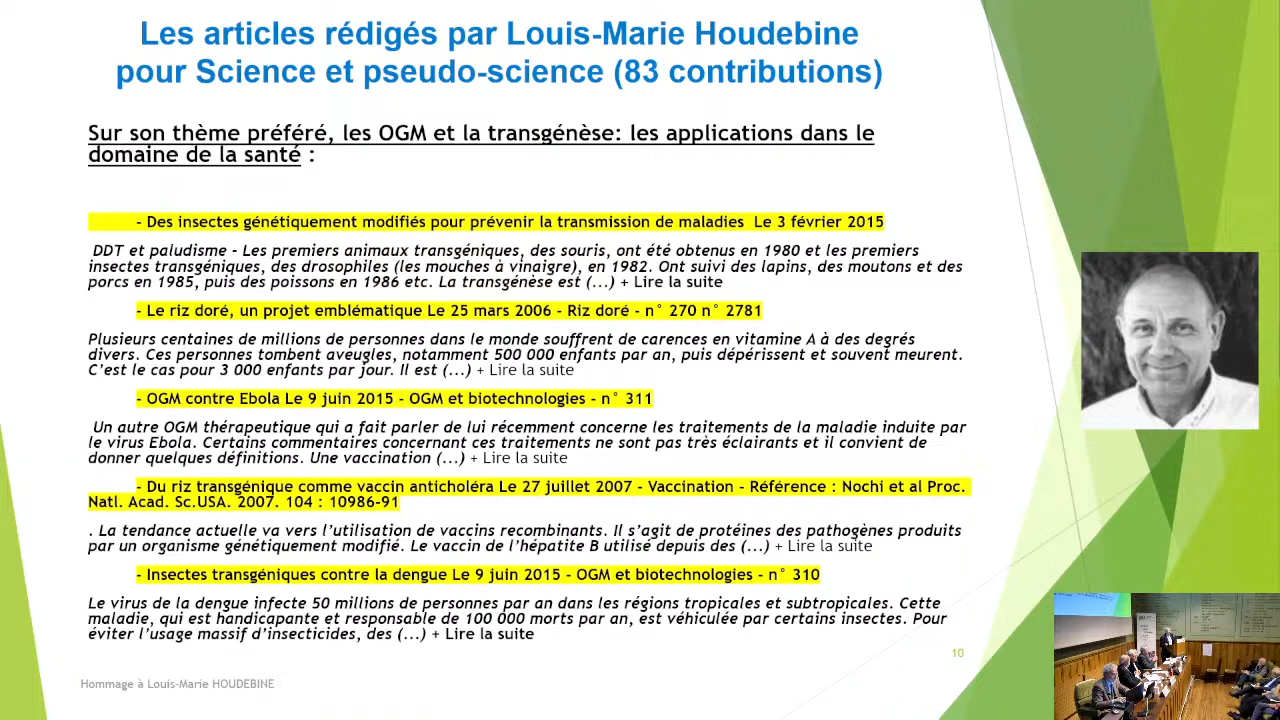 Les articles rédigés par Louis-Marie Houdebine
pour Science et pseudo-science (83 contributions)
Sur son thème préféré, les OGM et la transgénèse: les applications dans le
domaine de la santé :
- Des insectes génétiquement modifiés pour prévenir la transmission de maladies Le 3 février 2015
DDT et paludisme - Les premiers animaux transgéniques, des souris, ont été obtenus en 1980 et les premiers
insectes transgéniques, des drosophiles (les mouches à vinaigre), en 1982. Ont suivi des lapins, des moutons et des
porcs en 1985, puis des poissons en 1986 etc. La transgénèse est (...) + Lire la suite
- Le riz doré, un projet emblématique Le 25 mars 2006 - Riz doré - n° 270 n° 2781
Plusieurs centaines de millions de personnes dans le monde souffrent de carences en vitamine A à des degrés
divers. Ces personnes tombent aveugles, notamment 500 000 enfants par an, puis dépérissent et souvent meurent.
C’est le cas pour 3 000 enfants par jour. Il est (...) + Lire la suite
- OGM contre Ebola Le 9 juin 2015 - OGM et biotechnologies - n° 311
Un autre OGM thérapeutique qui a fait parler de lui récemment concerne les traitements de la maladie induite par
le virus Ebola. Certains commentaires concernant ces traitements ne sont pas très éclairants et il convient de
donner quelques définitions. Une vaccination (...) + Lire la suite
- Du riz transgénique comme vaccin anticholéra Le 27 juillet 2007 - Vaccination - Référence : Nochi et al Proc.
Natl. Acad. Sc.USA. 2007. 104 : 10986-91
. La tendance actuelle va vers l’utilisation de vaccins recombinants. Il s’agit de protéines des pathogènes produits
par un organisme génétiquement modifié. Le vaccin de l’hépatite B utilisé depuis des (...) + Lire la suite
- Insectes transgéniques contre la dengue Le 9 juin 2015 - OGM et biotechnologies - n° 310
Le virus de la dengue infecte 50 millions de personnes par an dans les régions tropicales et subtropicales. Cette
maladie, qui est handicapante et responsable de 100 000 morts par an, est véhiculée par certains insectes. Pour
éviter l’usage massif d’insecticides, des (...) + Lire la suite
10
Hommage à Louis-Marie HOUDEBINE